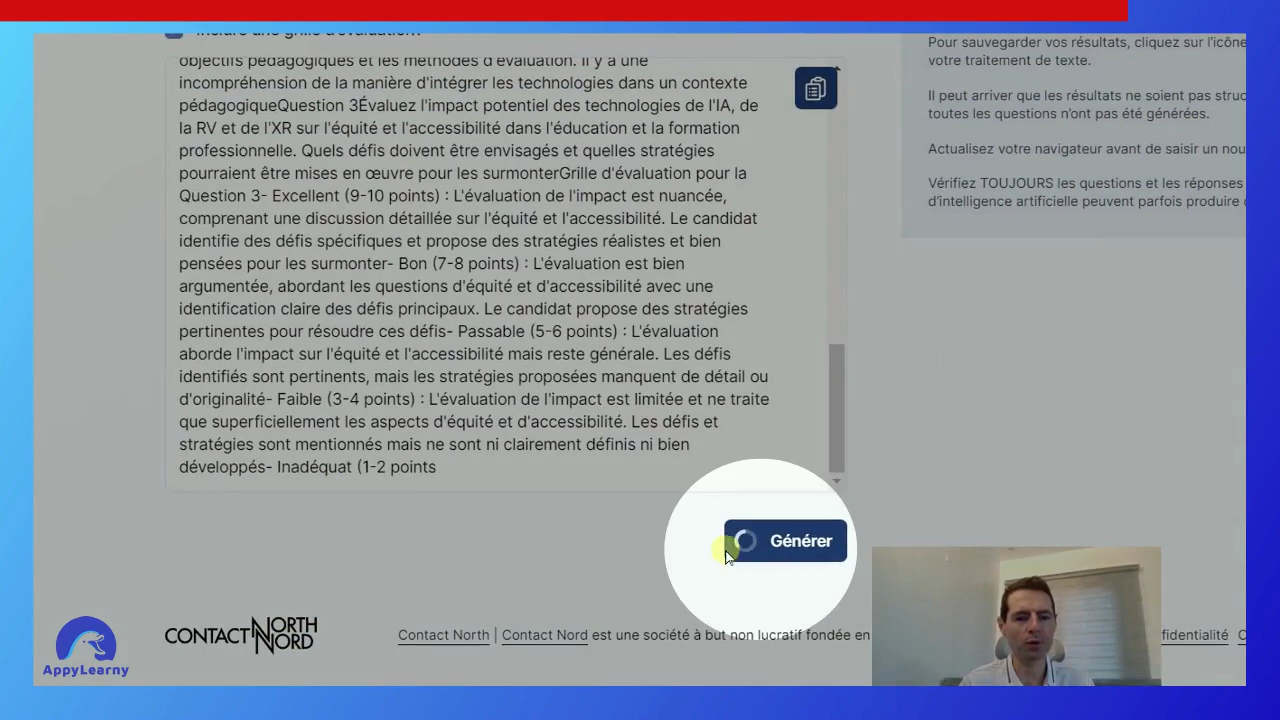 Inclure une grille d'évaluation?
objectifs pédagogiques et les méthodes d'évaluation. Il y a une
incompréhension de la manière d'intégrer les technologies dans un contexte
pédagogiqueQuestion 3Évaluez l'impact potentiel des technologies de l'IA, de
la RV et de l'XR sur l'équité et l'accessibilité dans l'éducation et la formation
professionnelle. Quels défis doivent être envisagés et quelles stratégies
pourraient être mises en œuvre pour les surmonterGrille d'évaluation pour la
Question 3- Excellent (9-10 points) : L'évaluation de l'impact est nuancée,
comprenant une discussion détaillée sur l'équité et l'accessibilité. Le candidat
identifie des défis spécifiques et propose des stratégies réalistes et bien
pensées pour les surmonter- Bon (7-8 points) : L'évaluation est bien
argumentée, abordant les questions d'équité et d'accessibilité avec une
identification claire des défis principaux. Le candidat propose des stratégies
pertinentes pour résoudre ces défis- Passable (5-6 points) : L'évaluation
aborde l'impact sur l'équité et l'accessibilité mais reste générale. Les défis
identifiés sont pertinents, mais les stratégies proposées manquent de détail ou
d'originalité- Faible (3-4 points) : L'évaluation de l'impact est limitée et ne traite
que superficiellement les aspects d'équité et d'accessibilité. Les défis et
stratégies sont mentionnés mais ne sont ni clairement définis ni bien
développés- Inadéquat (1-2 points
Pour sauvegarder vos résultats, cliquez sur l'icône
votre traitement de texte.
Il peut arriver que les résultats ne soient pas struc
toutes les questions n'ont pas été générées.
Actualisez votre navigateur avant de saisir un nou
Vérifiez TOUJOURS les questions et les réponses
d'intelligence artificielle peuvent parfois produire
Générer
AppyLearny
CONTACT NORTH NORD
Contact North | Contact Nord est une société à but non lucratif fondée en
fidentialité